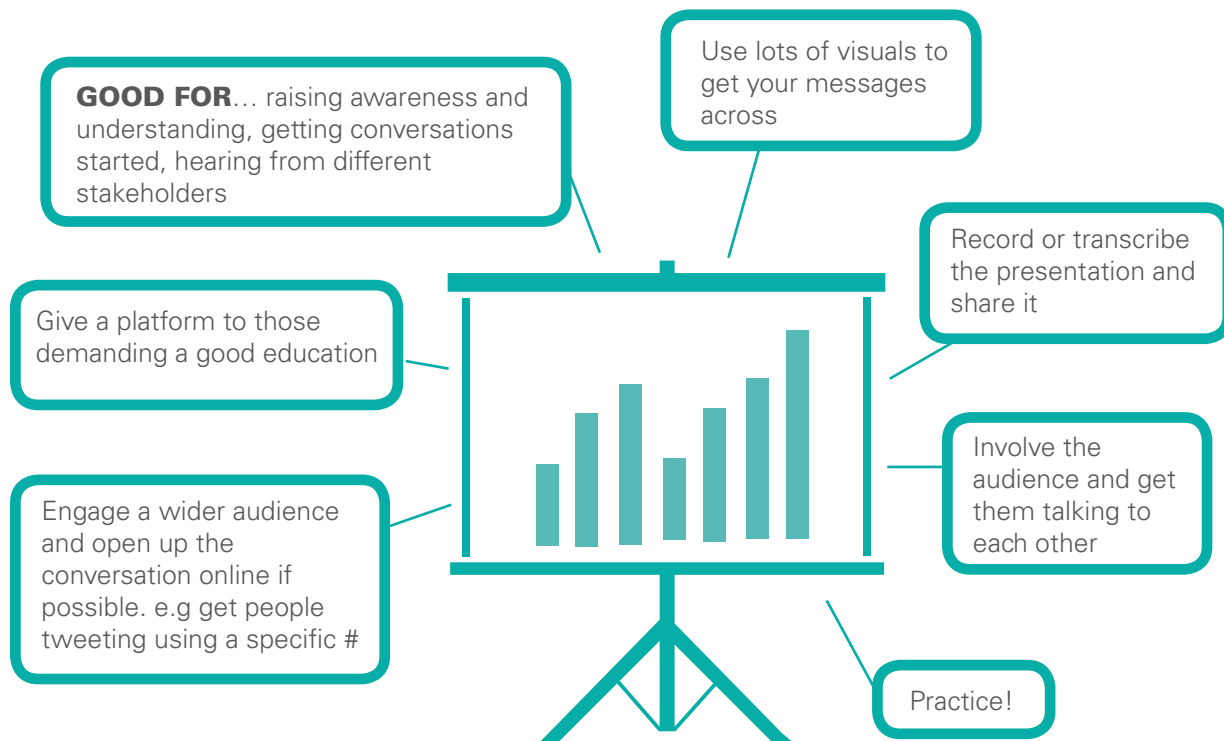 GOOD FOR… raising awareness and
understanding, getting conversations
started, hearing from different
stakeholders
Use lots of visuals to
get your messages
across
Record or transcribe
the presentation and
share it
Give a platform to those
demanding a good education
Involve the
audience and get
them talking to
each other
Engage a wider audience
and open up the
conversation online if
possible. e.g get people
tweeting using a specific #
Practice!